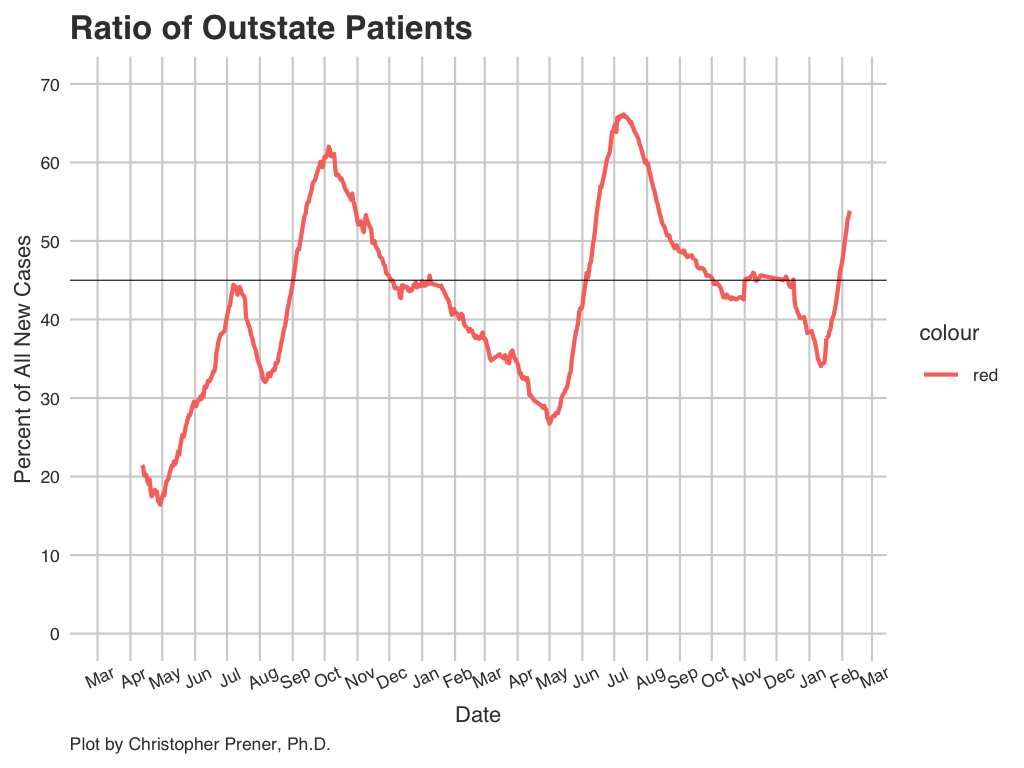 Ratio of Outstate Patients
Percent of All New Cases
70
60
50
40
30
20
10
0
Mar Apr May Jun Jul Aug Sep Oct Nov Dec Jan Feb Mar Apr May Jun Jul Aug Sep Oct Nov Dec Jan Feb Mar
Date
colour
red
Plot by Christopher Prener, Ph.D.